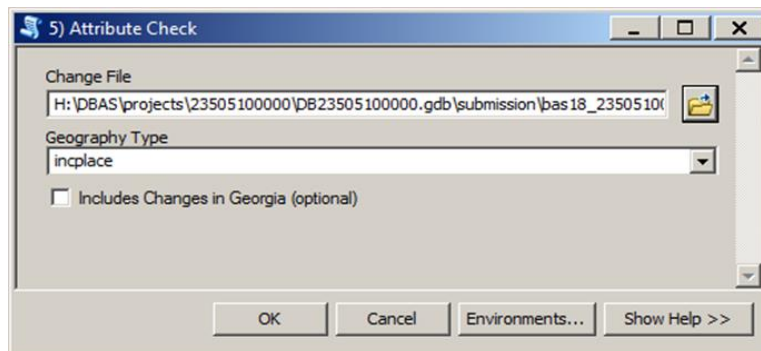 5) Attribute Check
Change File
H:\DBAS\projects\23505100000\DB23505100000.gdb\submission\bas18_2350510(
Geography Type
incplace
Includes Changes in Georgia (optional)
OK Cancel Environments... Show Help >>